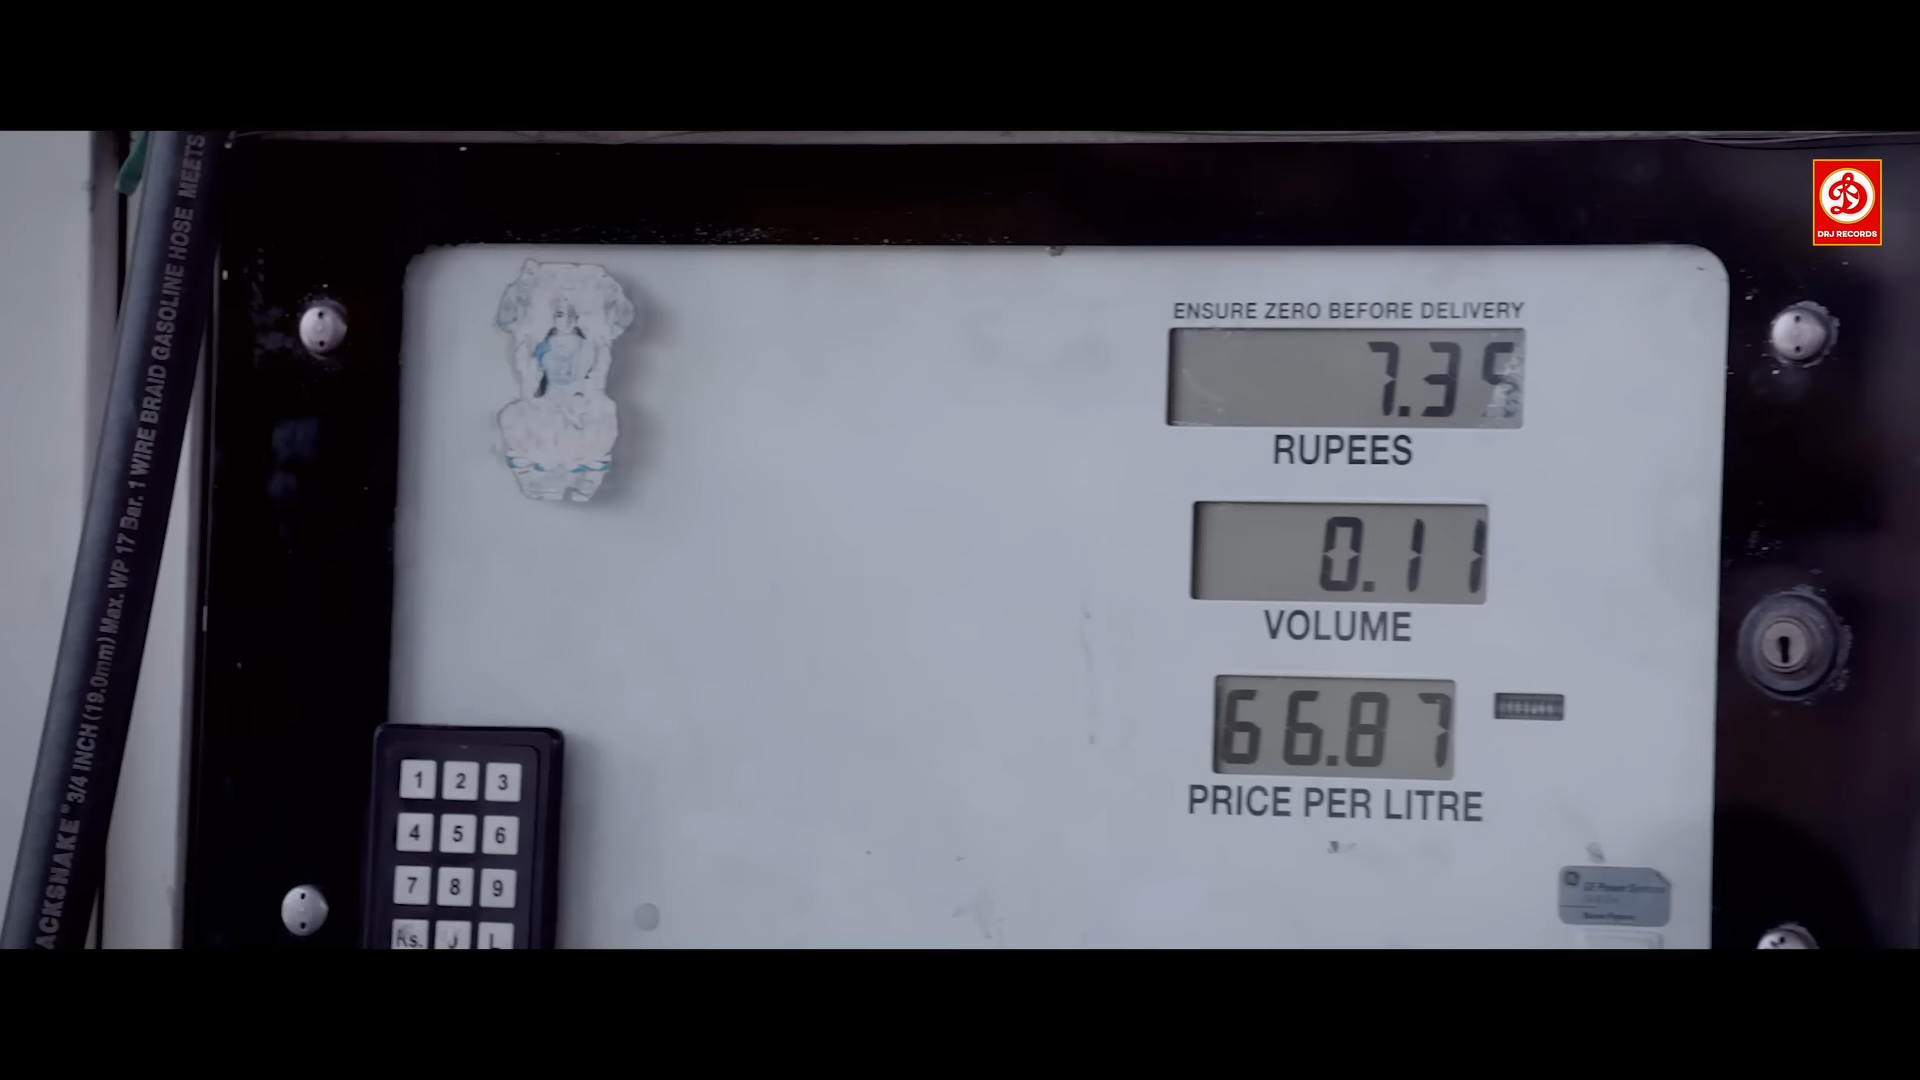 ACKSNAKE® 3/4 INCH (19.0mm) Max. WP 17 Bar. 1 WIRE BRAID GASOLINE HOSE MEETS
DRJ RECORDS
ENSURE ZERO BEFORE DELIVERY
7.35
RUPEES
0.11
VOLUME
66.87
PRICE PER LITRE
1 2 3
4 5 6
7 8 9
Rs. L